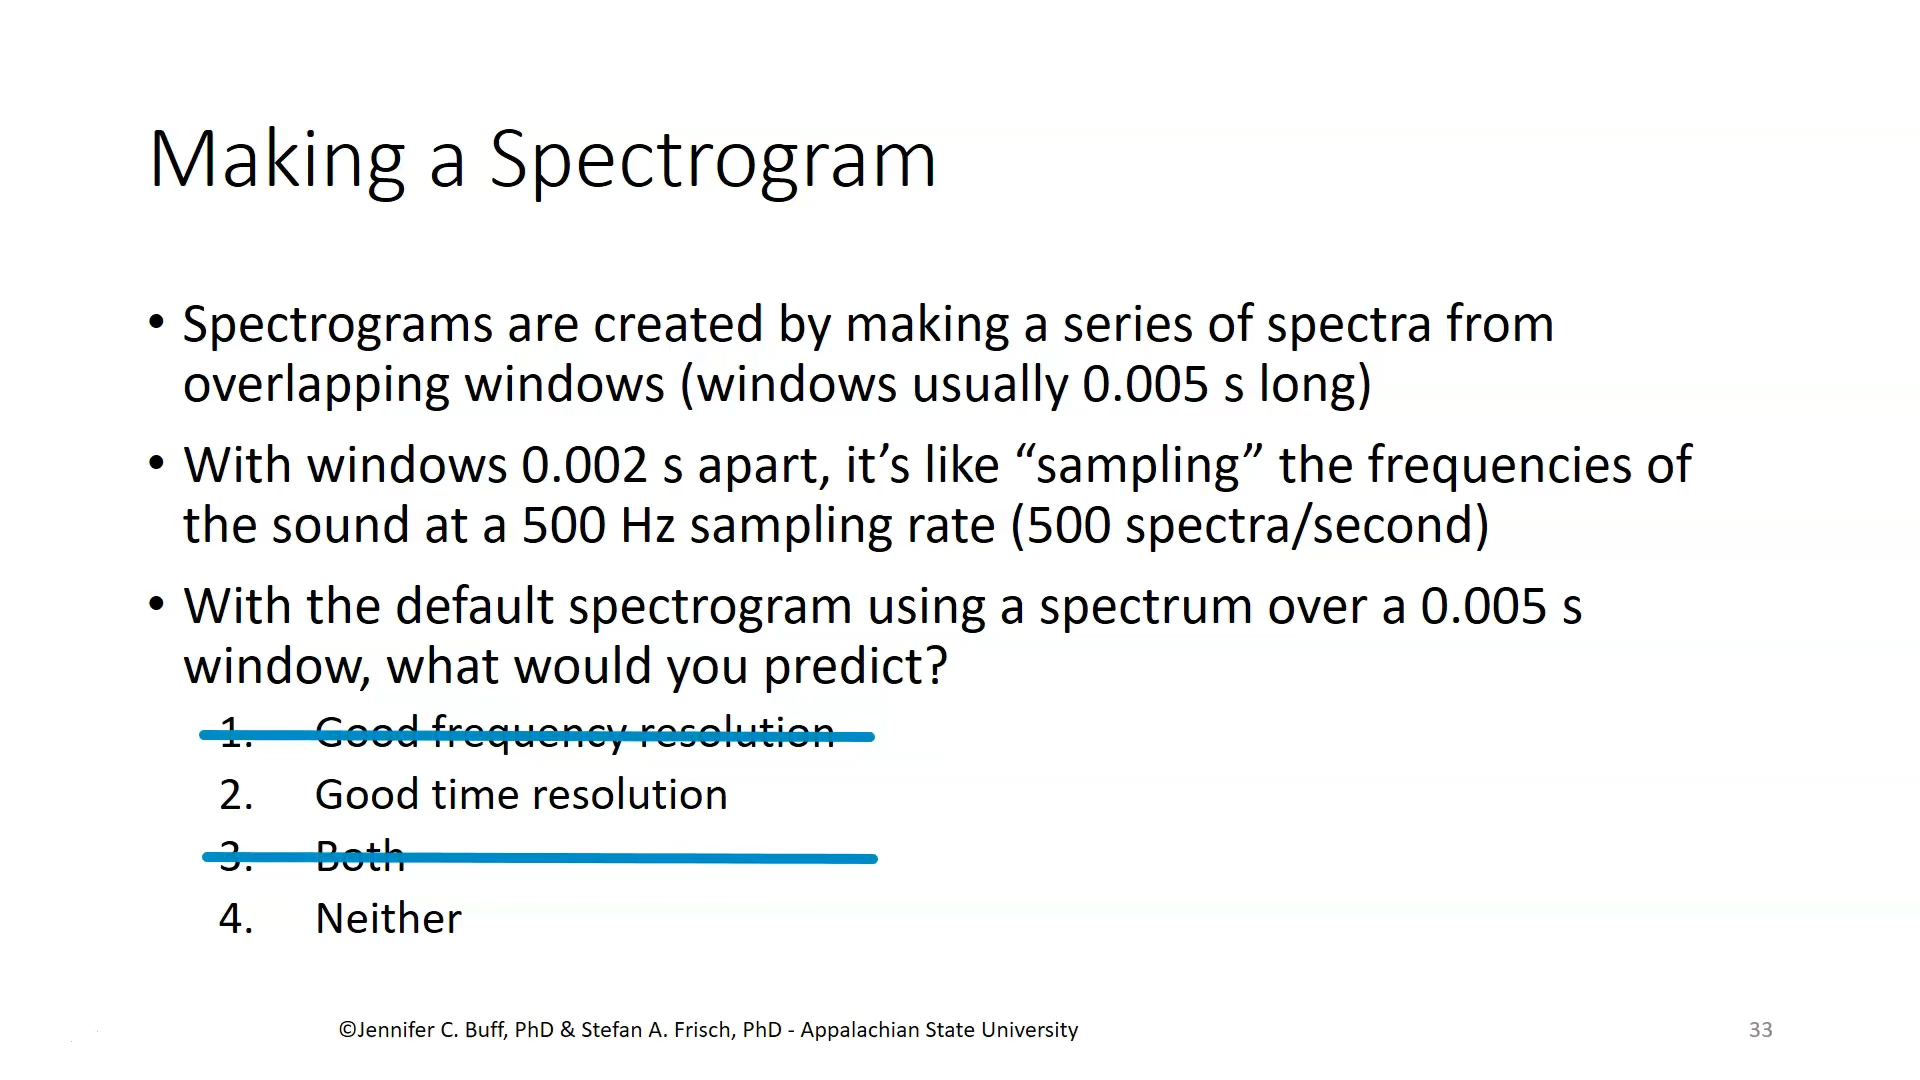 Making a Spectrogram
• Spectrograms are created by making a series of spectra from
overlapping windows (windows usually 0.005 s long)
• With windows 0.002 s apart, it’s like “sampling” the frequencies of
the sound at a 500 Hz sampling rate (500 spectra/second)
• With the default spectrogram using a spectrum over a 0.005 s
window, what would you predict?
1. Good frequency resolution
2. Good time resolution
3. Both
4. Neither
©Jennifer C. Buff, PhD & Stefan A. Frisch, PhD - Appalachian State University
33